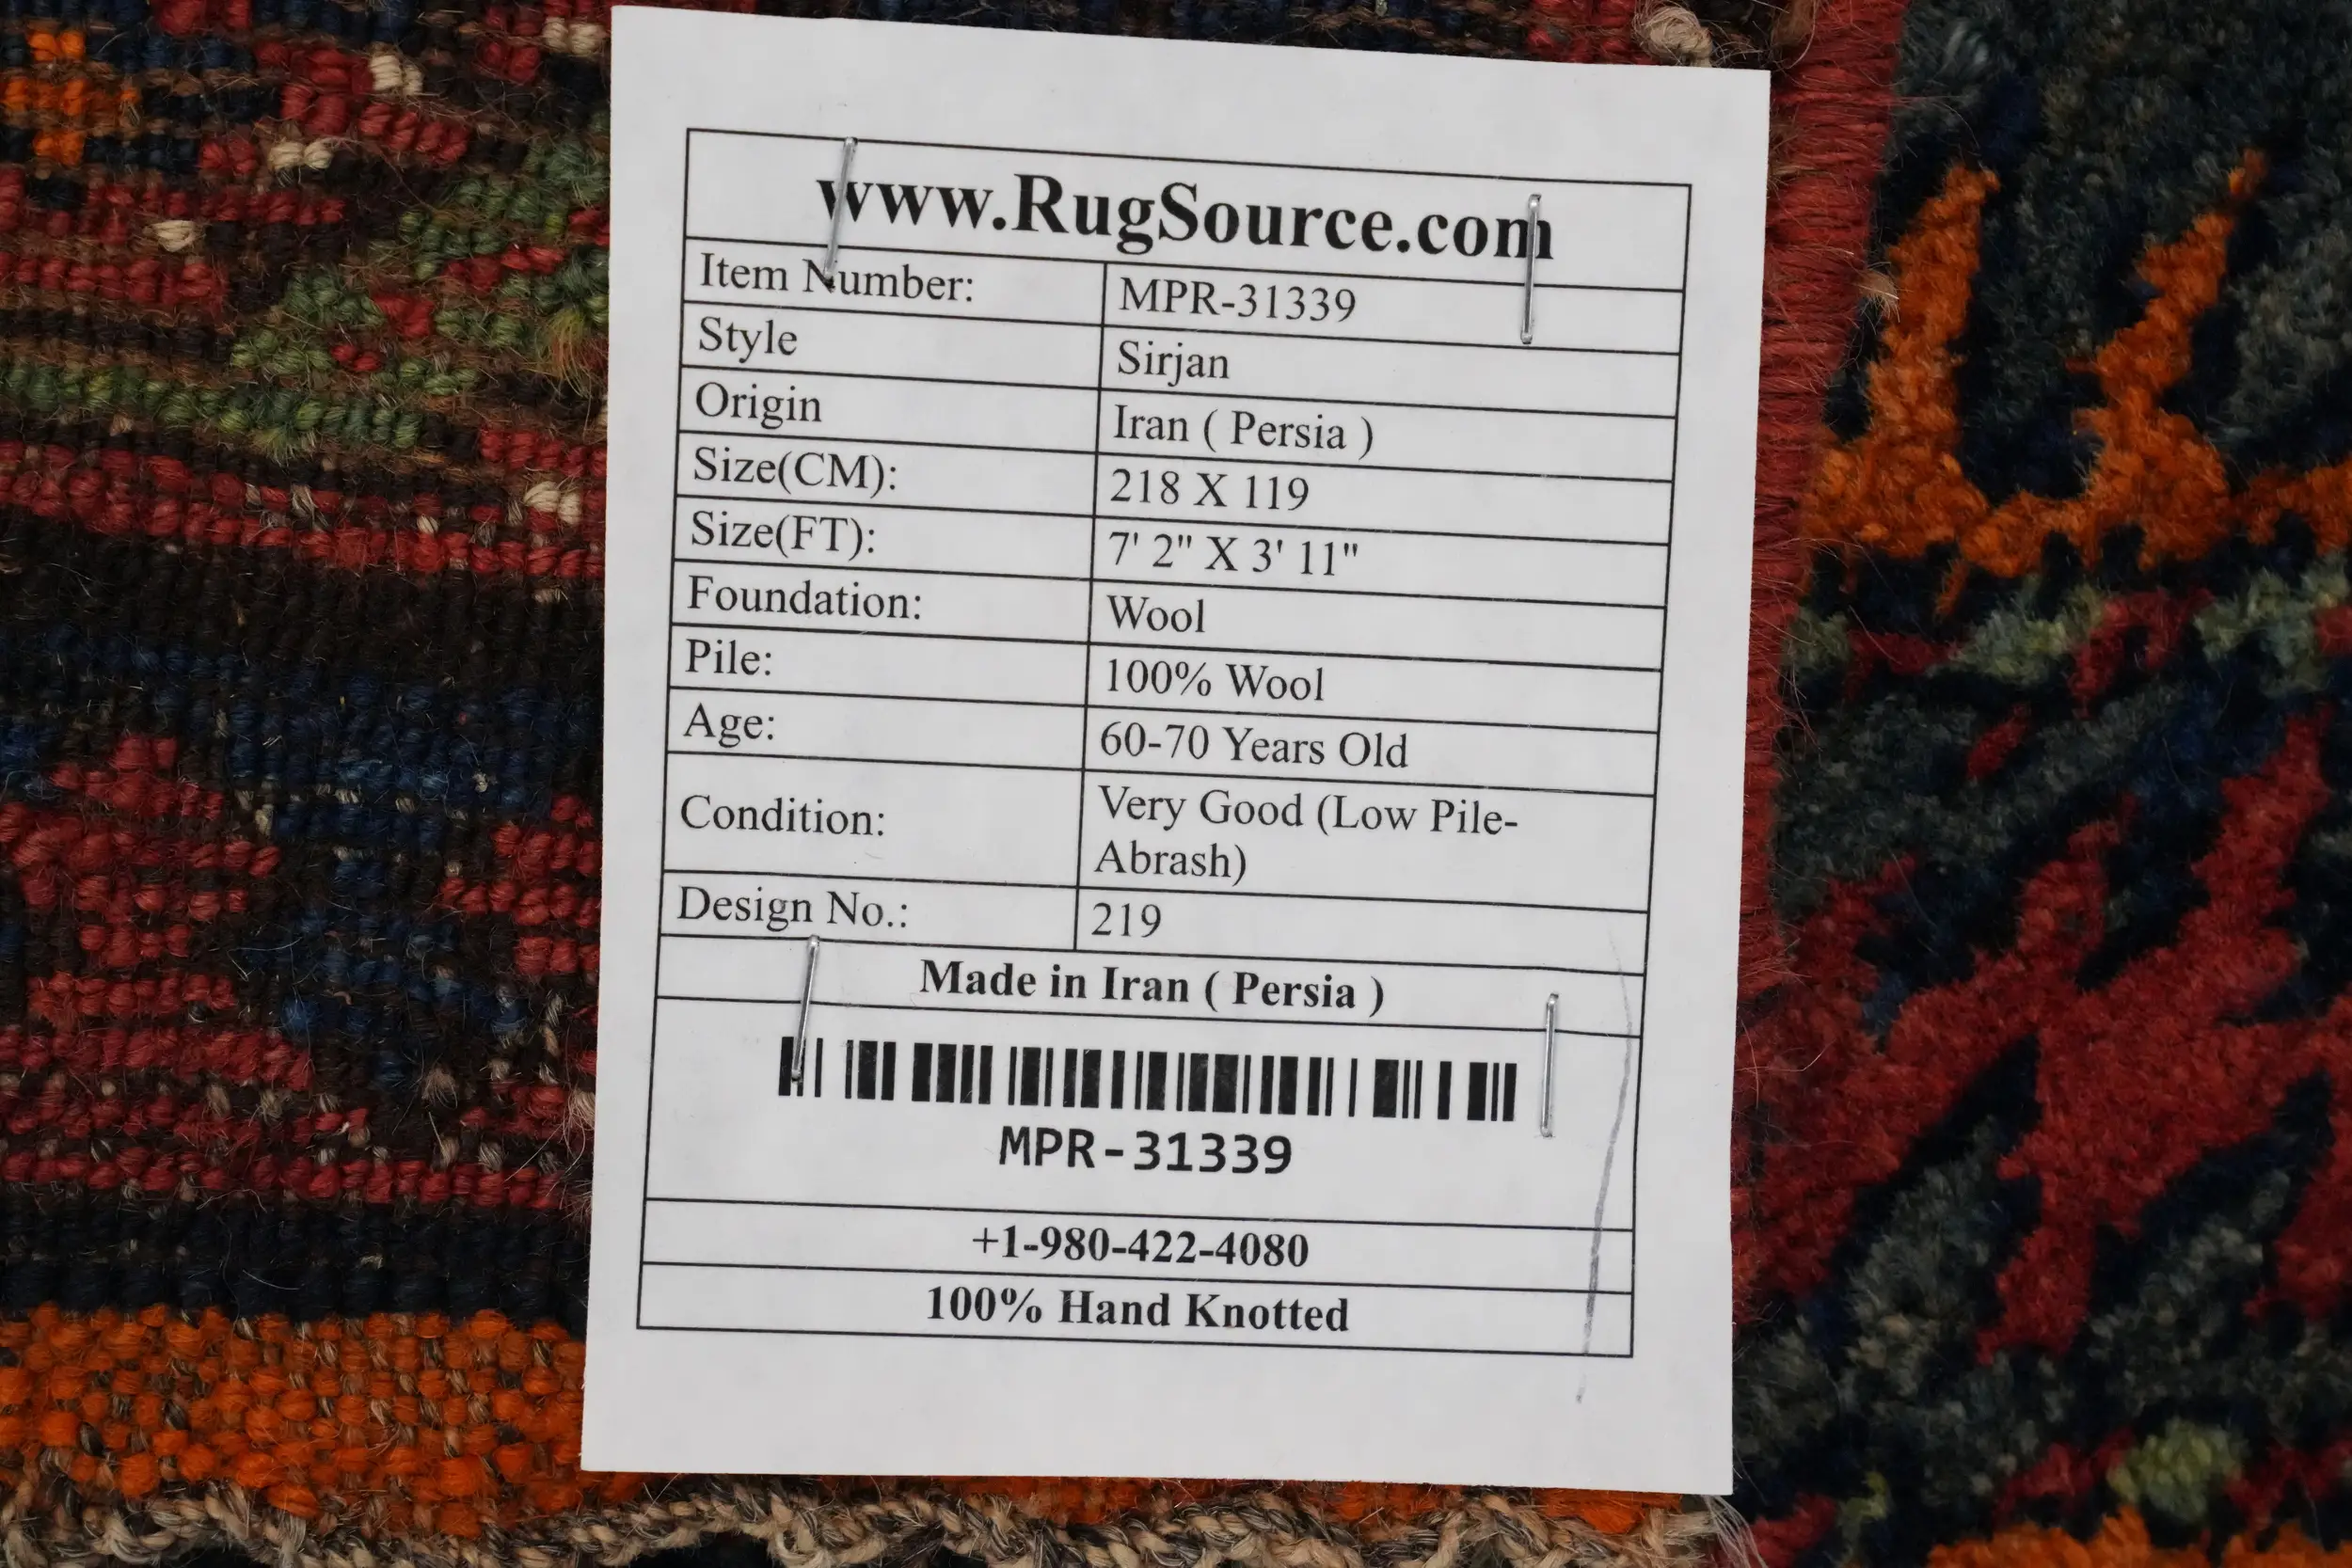 www.RugSource.com
Item Number: MPR-31339
Style Sirjan
Origin Iran ( Persia )
Size(CM): 218 X 119
Size(FT): 7' 2" X 3' 11"
Foundation: Wool
Pile: 100% Wool
Age: 60-70 Years Old
Condition: Very Good (Low Pile-
Abrash)
Design No.: 219
Made in Iran ( Persia )
MPR-31339
+1-980-422-4080
100% Hand Knotted